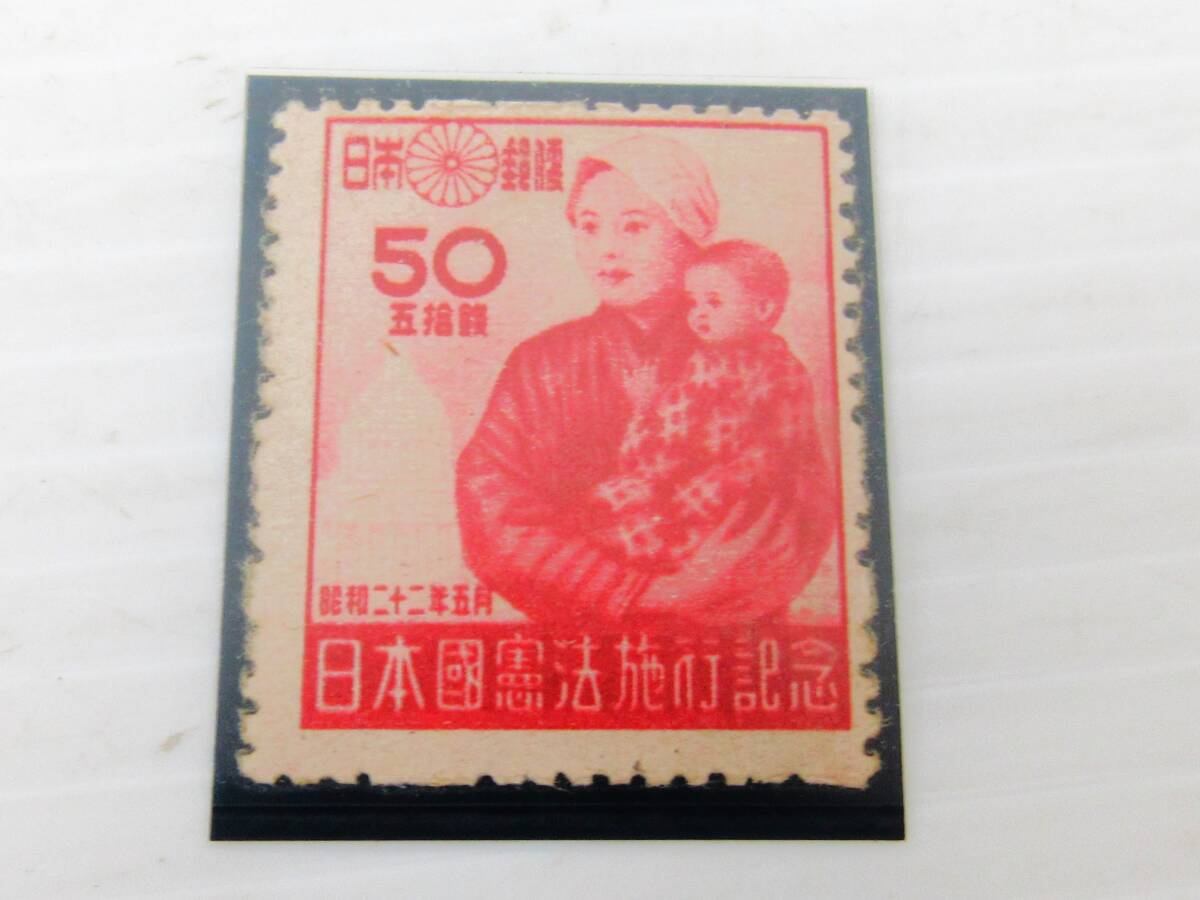 日本郵便
50
五拾錢
昭和二十二年五月
日本國憲法施行記念